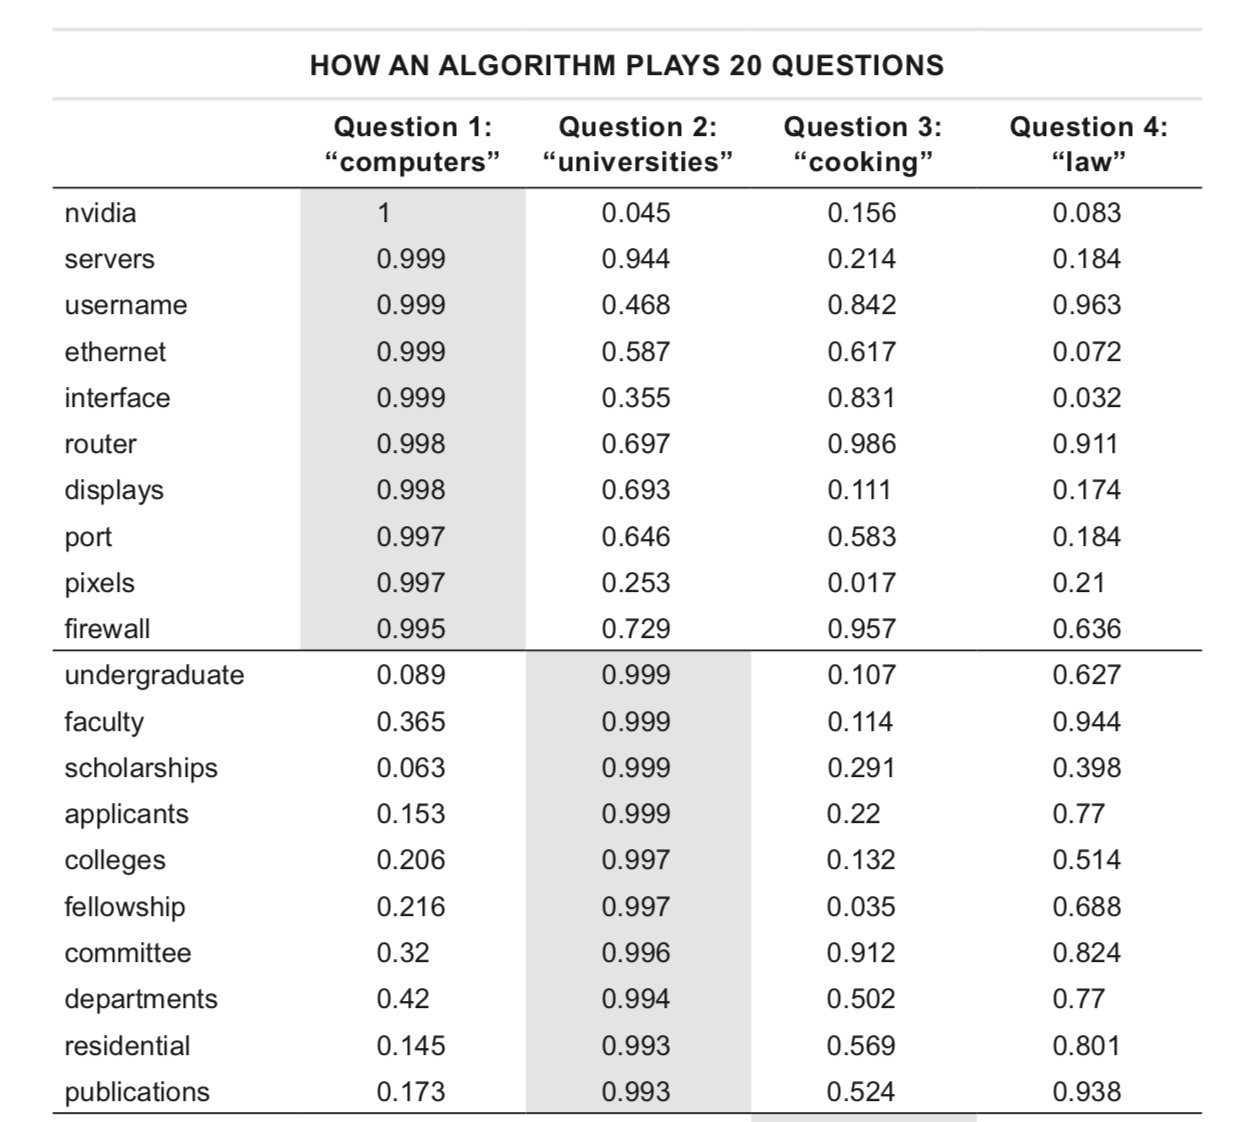 HOW AN ALGORITHM PLAYS 20 QUESTIONS
Question 1: Question 2: Question 3: Question 4:
“computers” “universities” “cooking” “law”
nvidia 1 0.045 0.156 0.083
servers 0.999 0.944 0.214 0.184
username 0.999 0.468 0.842 0.963
ethernet 0.999 0.587 0.617 0.072
interface 0.999 0.355 0.831 0.032
router 0.998 0.697 0.986 0.911
displays 0.998 0.693 0.111 0.174
port 0.997 0.646 0.583 0.184
pixels 0.997 0.253 0.017 0.21
firewall 0.995 0.729 0.957 0.636
undergraduate 0.089 0.999 0.107 0.627
faculty 0.365 0.999 0.114 0.944
scholarships 0.063 0.999 0.291 0.398
applicants 0.153 0.999 0.22 0.77
colleges 0.206 0.997 0.132 0.514
fellowship 0.216 0.997 0.035 0.688
committee 0.32 0.996 0.912 0.824
departments 0.42 0.994 0.502 0.77
residential 0.145 0.993 0.569 0.801
publications 0.173 0.993 0.524 0.938